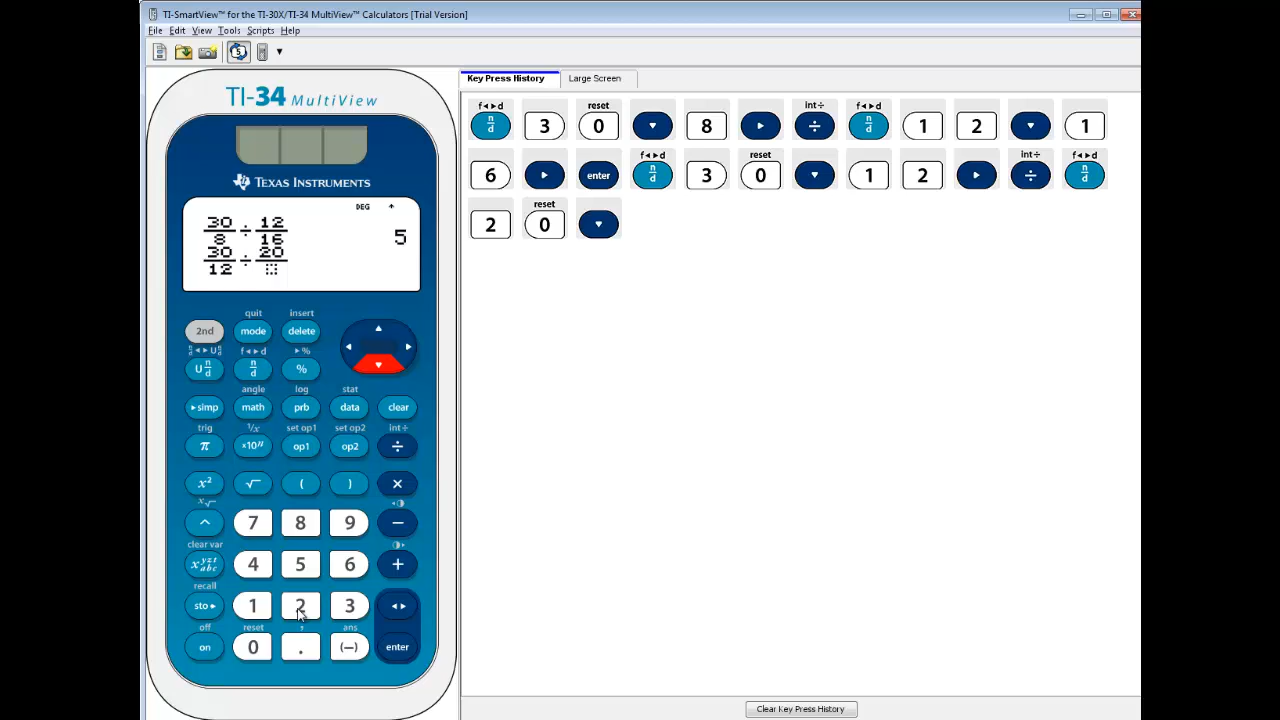 TI-SmartView™ for the TI-30X/TI-34 MultiView™ Calculators [Trial Version]
File Edit View Tools Scripts Help
5
Key Press History Large Screen
TI-34 MultiView
TEXAS INSTRUMENTS
DEG
30/8 ÷ 12/16 5
30/12 ÷ 20/
quit insert
2nd mode delete
f◄►d ►%
U n/d n/d %
angle log stat
►simp math prb data clear
trig 1/x set op1 set op2 int÷
π ×10ⁿ op1 op2 ÷
x² √ ( ) ×
x√
^ 7 8 9 −
clear var
x yzt abc 4 5 6 +
recall
sto► 1 2 3 ◄►
off reset , ans
on 0 . (−) enter
f◄►d reset Int÷ f◄►d
n/d 3 0 ▼ 8 ► ÷ n/d 1 2 ▼ 1
f◄►d reset Int÷ f◄►d
6 ► enter n/d 3 0 ▼ 1 2 ► ÷ n/d
reset
2 0 ▼
Clear Key Press History